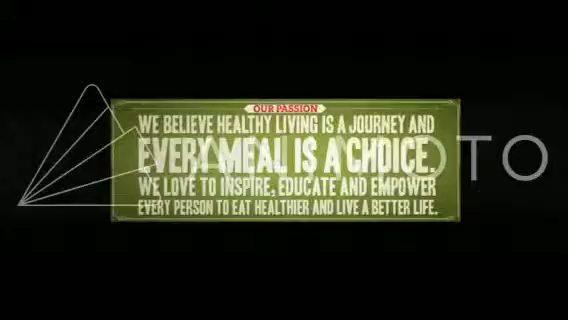 OUR PASSION
WE BELIEVE HEALTHY LIVING IS A JOURNEY AND
EVERY MEAL IS A CHOICE.
WE LOVE TO INSPIRE, EDUCATE AND EMPOWER
EVERY PERSON TO EAT HEALTHIER AND LIVE A BETTER LIFE.